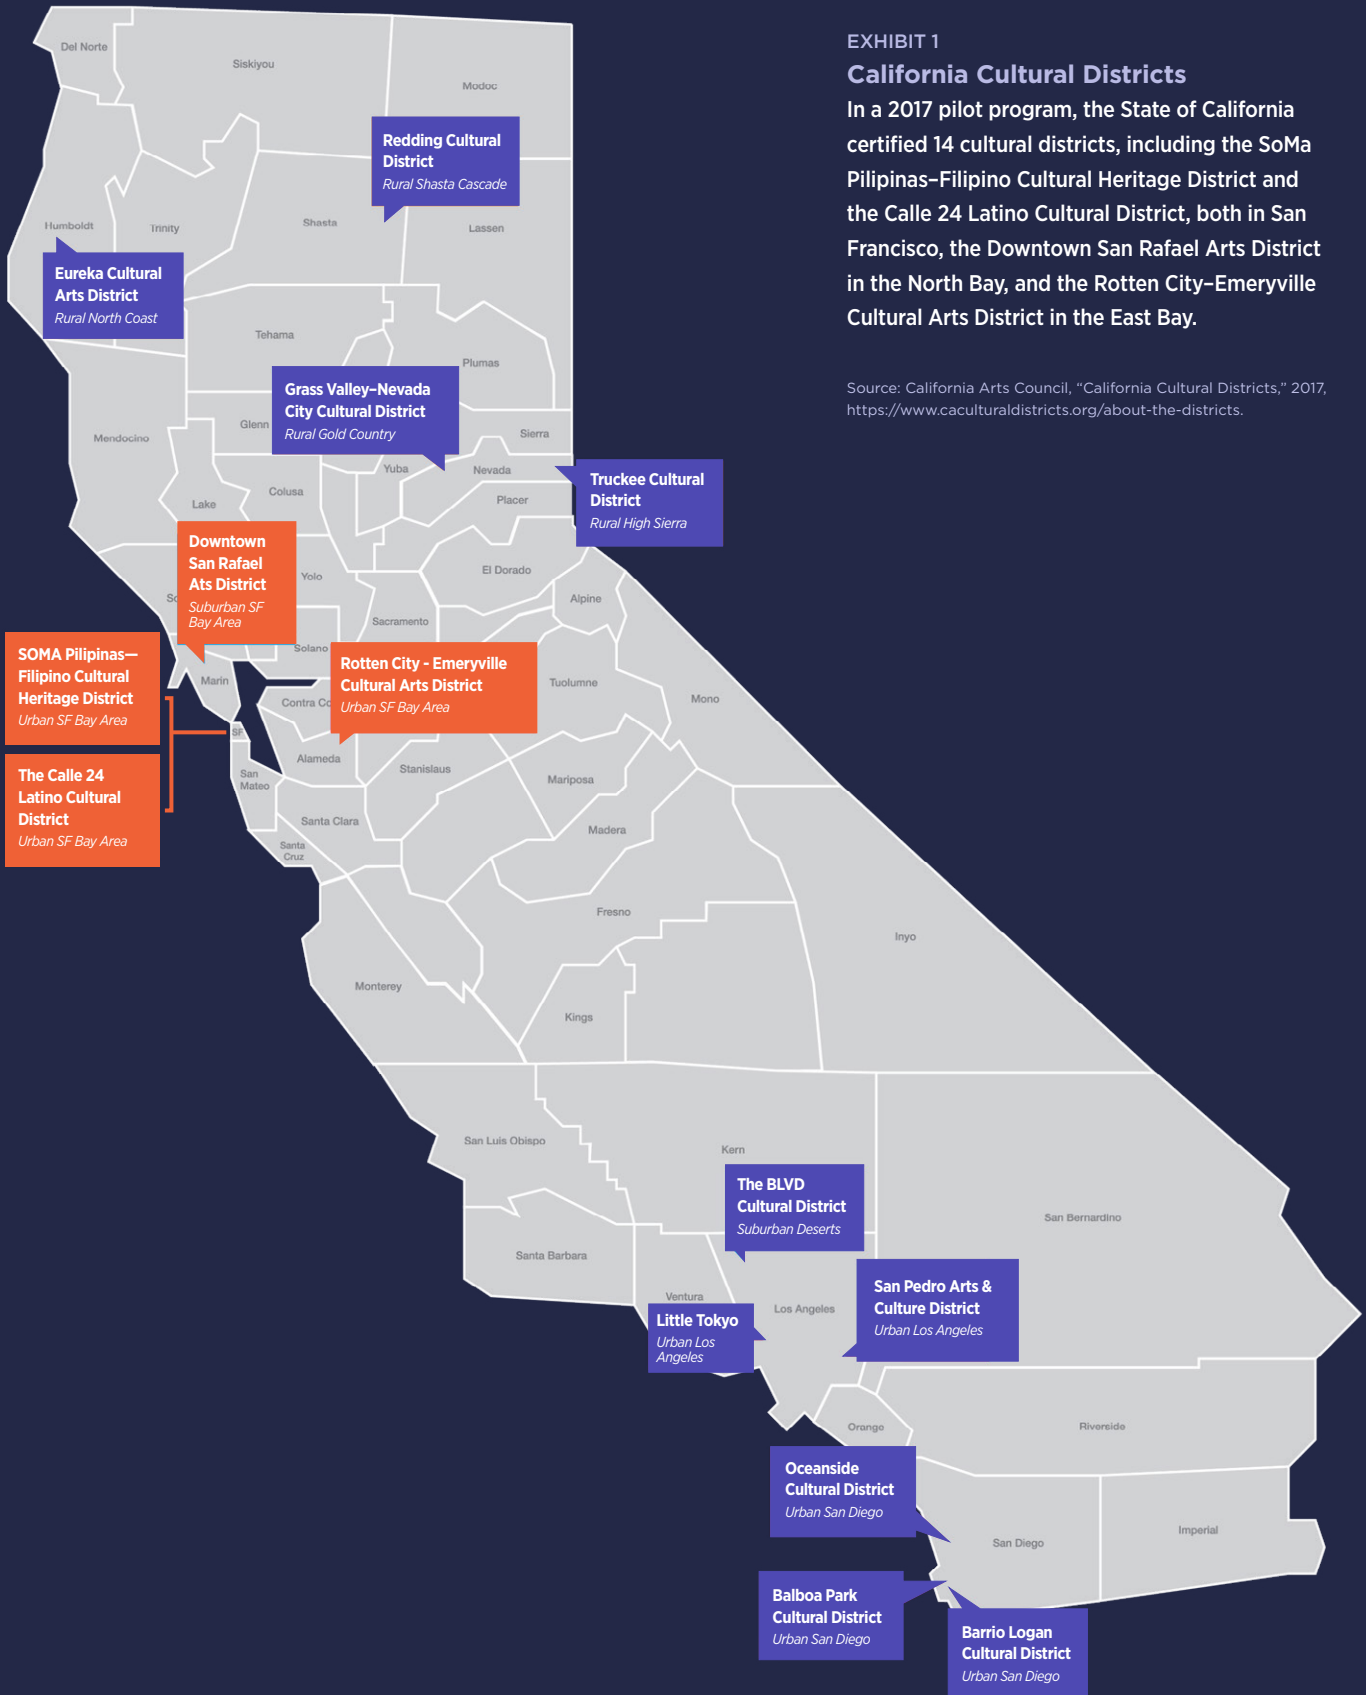 EXHIBIT 1
California Cultural Districts
In a 2017 pilot program, the State of California
certified 14 cultural districts, including the SoMa
Pilipinas–Filipino Cultural Heritage District and
the Calle 24 Latino Cultural District, both in San
Francisco, the Downtown San Rafael Arts District
in the North Bay, and the Rotten City–Emeryville
Cultural Arts District in the East Bay.
Source: California Arts Council, “California Cultural Districts,” 2017,
https://www.caculturaldistricts.org/about-the-districts.
Del Norte
Siskiyou
Modoc
Redding Cultural
District
Rural Shasta Cascade
Humboldt
Trinity
Shasta
Lassen
Eureka Cultural
Arts District
Rural North Coast
Tehama
Plumas
Grass Valley–Nevada
City Cultural District
Rural Gold Country
Mendocino
Glenn
Sierra
Yuba
Nevada
Truckee Cultural
District
Rural High Sierra
Lake
Colusa
Placer
Downtown
San Rafael
Ats District
Suburban SF
Bay Area
So
Yolo
El Dorado
Alpine
Sacramento
Solano
SOMA Pilipinas—
Filipino Cultural
Heritage District
Urban SF Bay Area
Rotten City - Emeryville
Cultural Arts District
Urban SF Bay Area
Marin
Contra Co
Tuolumne
Mono
SF
Alameda
Stanislaus
San
Mateo
Mariposa
The Calle 24
Latino Cultural
District
Urban SF Bay Area
Santa Clara
Madera
Santa
Cruz
Fresno
Inyo
Monterey
Kings
San Luis Obispo
Kern
The BLVD
Cultural District
Suburban Deserts
San Bernardino
Santa Barbara
Ventura
Los Angeles
San Pedro Arts &
Culture District
Urban Los Angeles
Little Tokyo
Urban Los
Angeles
Orange
Riverside
Oceanside
Cultural District
Urban San Diego
San Diego
Imperial
Balboa Park
Cultural District
Urban San Diego
Barrio Logan
Cultural District
Urban San Diego